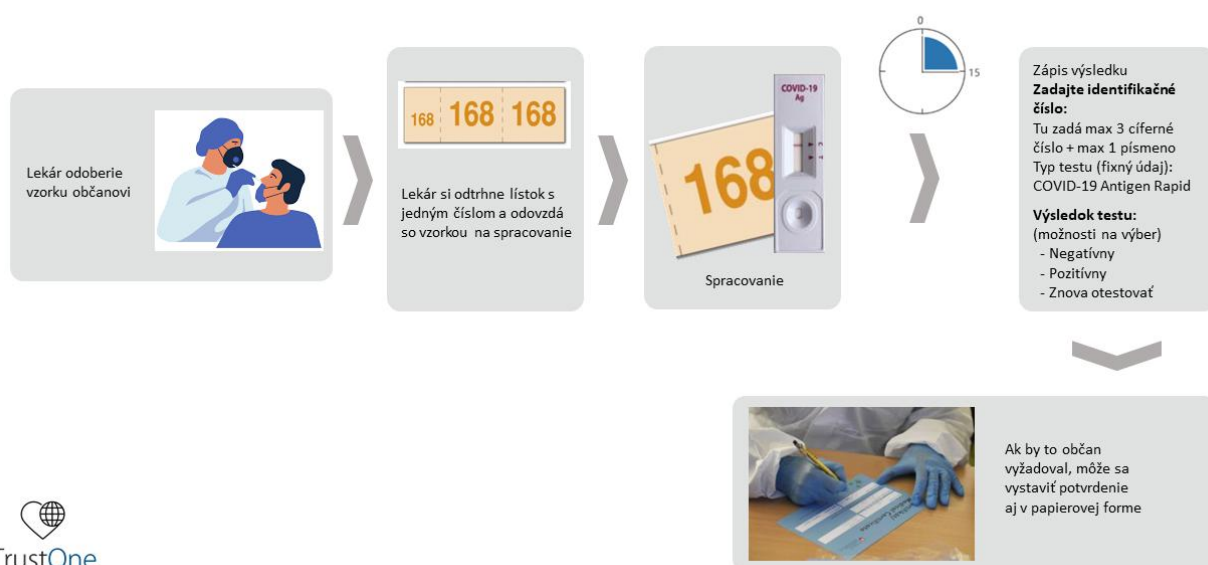 Lekár odoberie
vzorku občanovi
168 168 168
Lekár si odtrhne lístok s
jedným číslom a odovzdá
so vzorkou na spracovanie
168
COVID-19
Ag
C
T
Spracovanie
0
15
Zápis výsledku
Zadajte identifikačné
číslo:
Tu zadá max 3 cíferné
číslo + max 1 písmeno
Typ testu (fixný údaj):
COVID-19 Antigen Rapid
Výsledok testu:
(možnosti na výber)
- Negatívny
- Pozitívny
- Znova otestovať
Ak by to občan
vyžadoval, môže sa
vystaviť potvrdenie
aj v papierovej forme
TrustOne